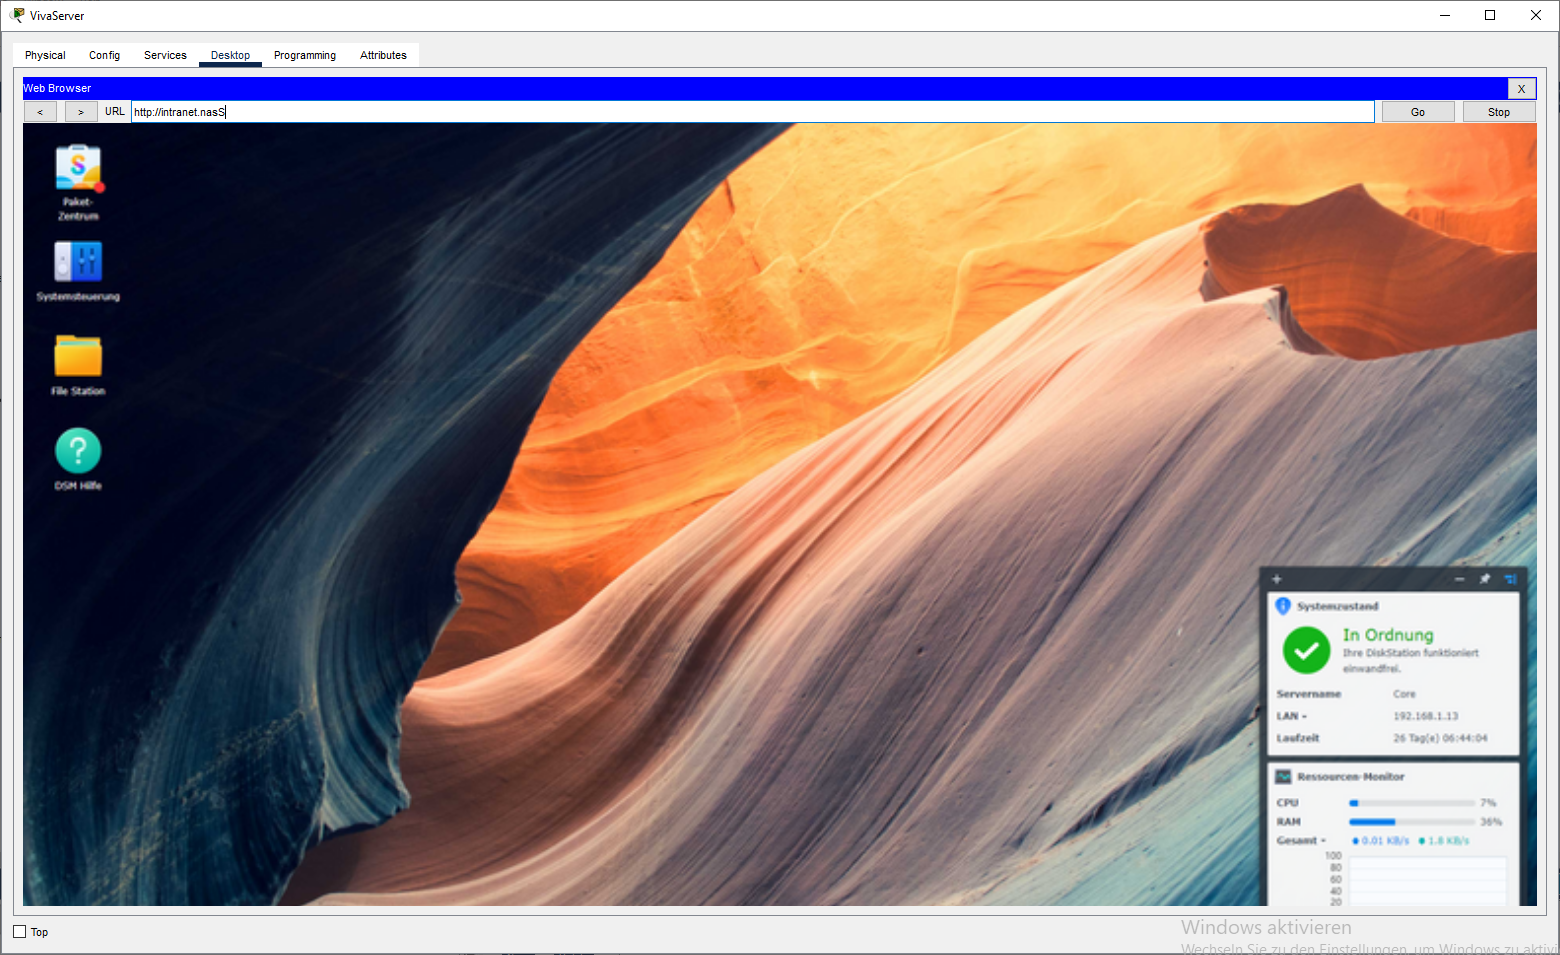 VivaServer
Physical Config Services Desktop Programming Attributes
Web Browser X
< > URL http://intranet.nasS Go Stop
Paket-
Zentrum
Systemsteuerung
File Station
DSM Hilfe
Systemzustand
In Ordnung
Ihre DiskStation funktioniert
einwandfrei.
Servername Core
LAN 192.168.1.13
Laufzeit 26 Tag(e) 06:44:04
Ressourcen-Monitor
CPU 7%
RAM 36%
Gesamt 0.01 KB/s 1.8 KB/s
100
80
60
40
20
Top
Windows aktivieren
Wechseln Sie zu den Einstellungen, um Windows zu aktivi